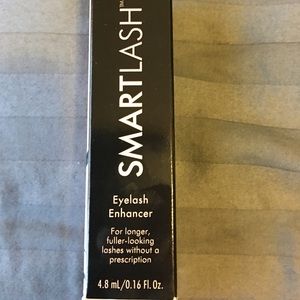 SMARTLASH™
Eyelash
Enhancer
For longer,
fuller-looking
lashes without a
prescription
4.8 mL/0.16 Fl. Oz.